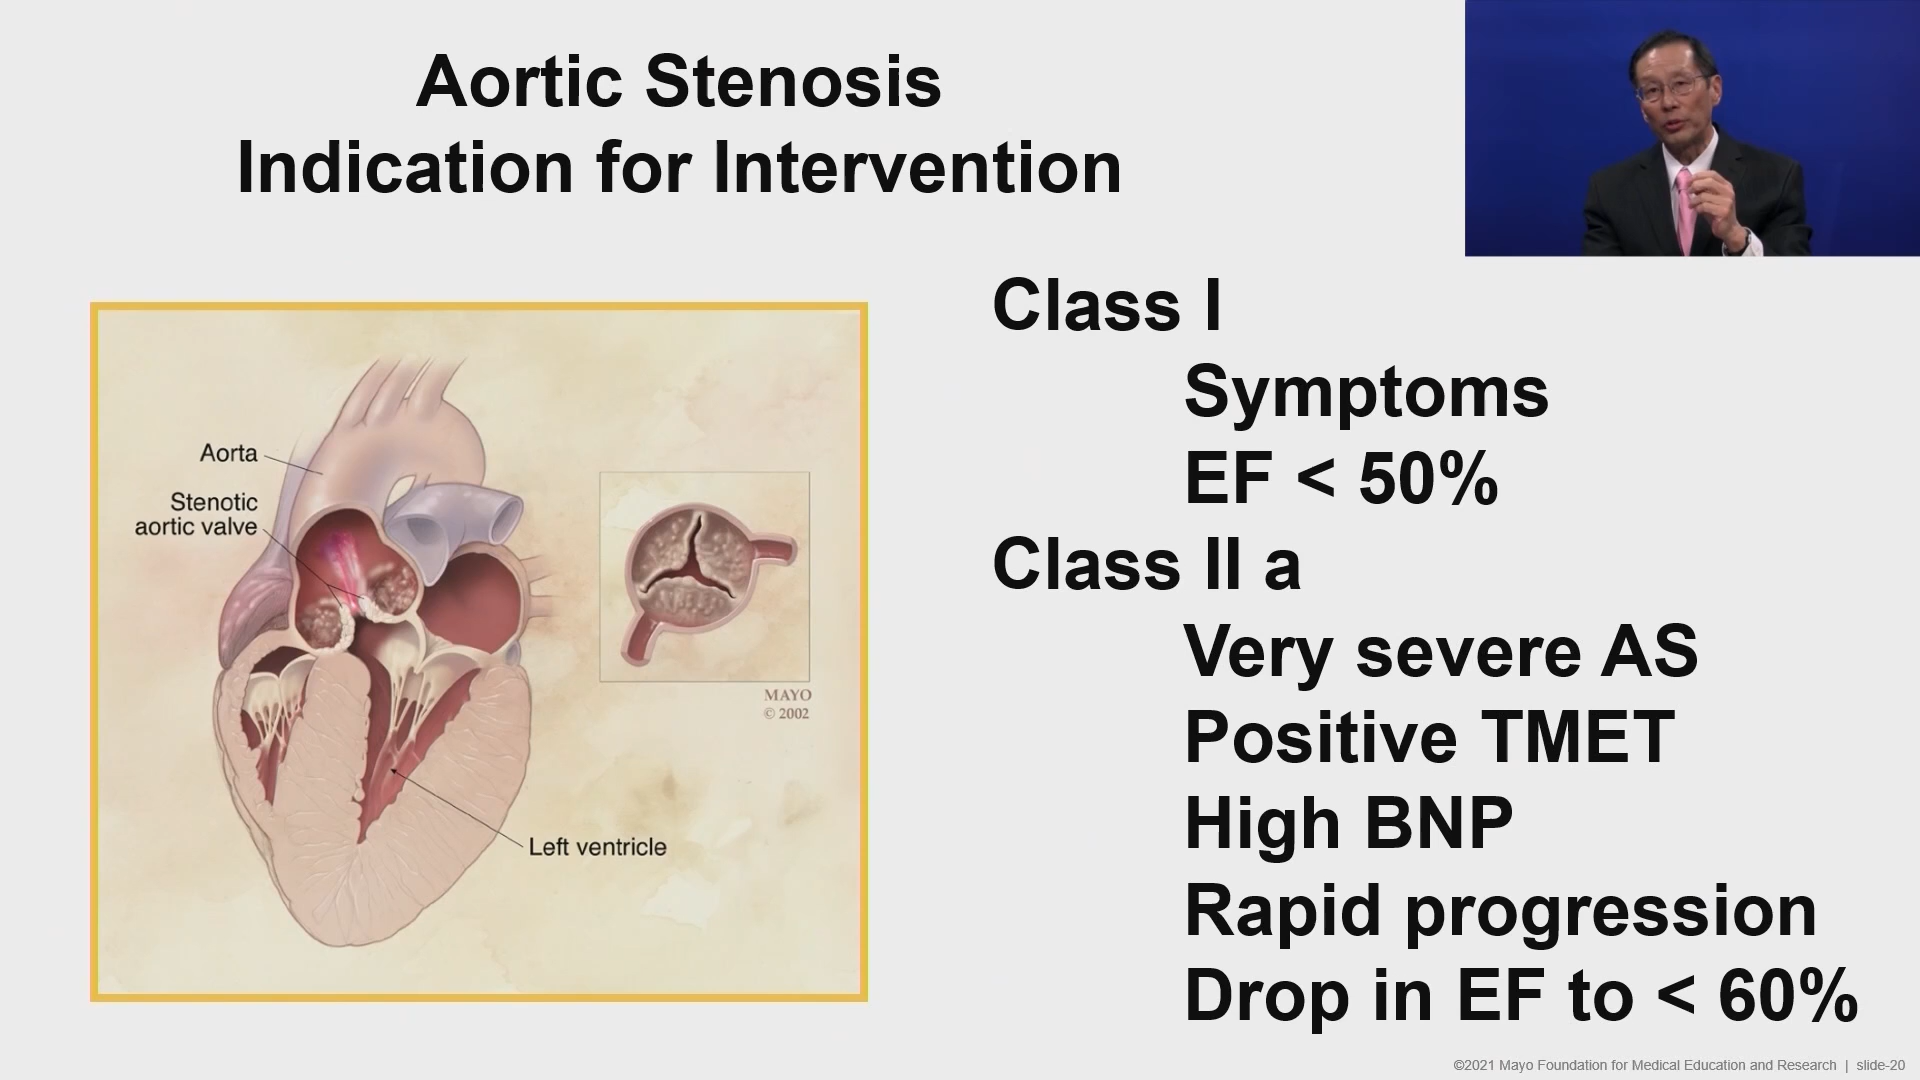 Aortic Stenosis
Indication for Intervention
Class I
Symptoms
EF < 50%
Class II a
Very severe AS
Positive TMET
High BNP
Rapid progression
Drop in EF to < 60%
Aorta
Stenotic
aortic valve
Left ventricle
MAYO
© 2002
©2021 Mayo Foundation for Medical Education and Research | slide-20